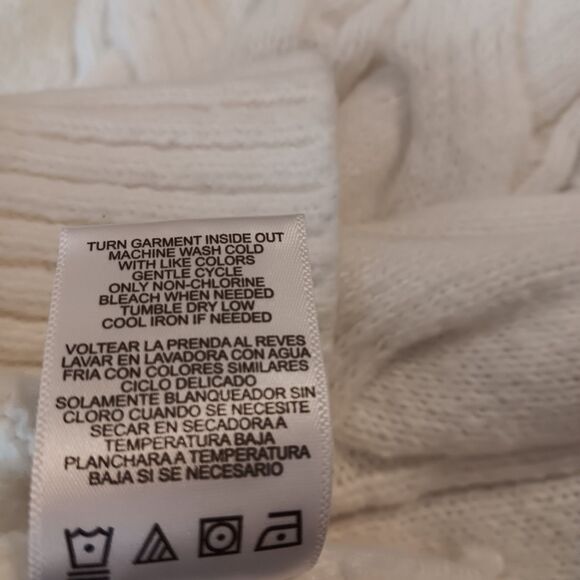 TURN GARMENT INSIDE OUT
MACHINE WASH COLD
WITH LIKE COLORS
GENTLE CYCLE
ONLY NON-CHLORINE
BLEACH WHEN NEEDED
TUMBLE DRY LOW
COOL IRON IF NEEDED
VOLTEAR LA PRENDA AL REVES
LAVAR EN LAVADORA CON AGUA
FRIA CON COLORES SIMILARES
CICLO DELICADO
SOLAMENTE BLANQUEADOR SIN
CLORO CUANDO SE NECESITE
SECAR EN SECADORA A
TEMPERATURA BAJA
PLANCHAR A TEMPERATURA
BAJA SI SE NECESARIO